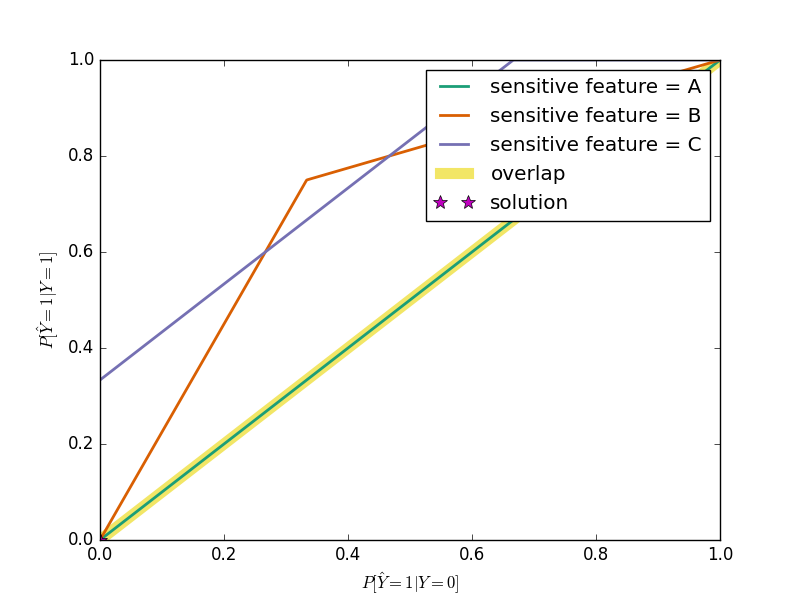 1.0
0.8
0.6
0.4
0.2
0.0
P[Ŷ=1|Y=1]
sensitive feature = A
sensitive feature = B
sensitive feature = C
overlap
solution
0.0 0.2 0.4 0.6 0.8 1.0
P[Ŷ=1|Y=0]